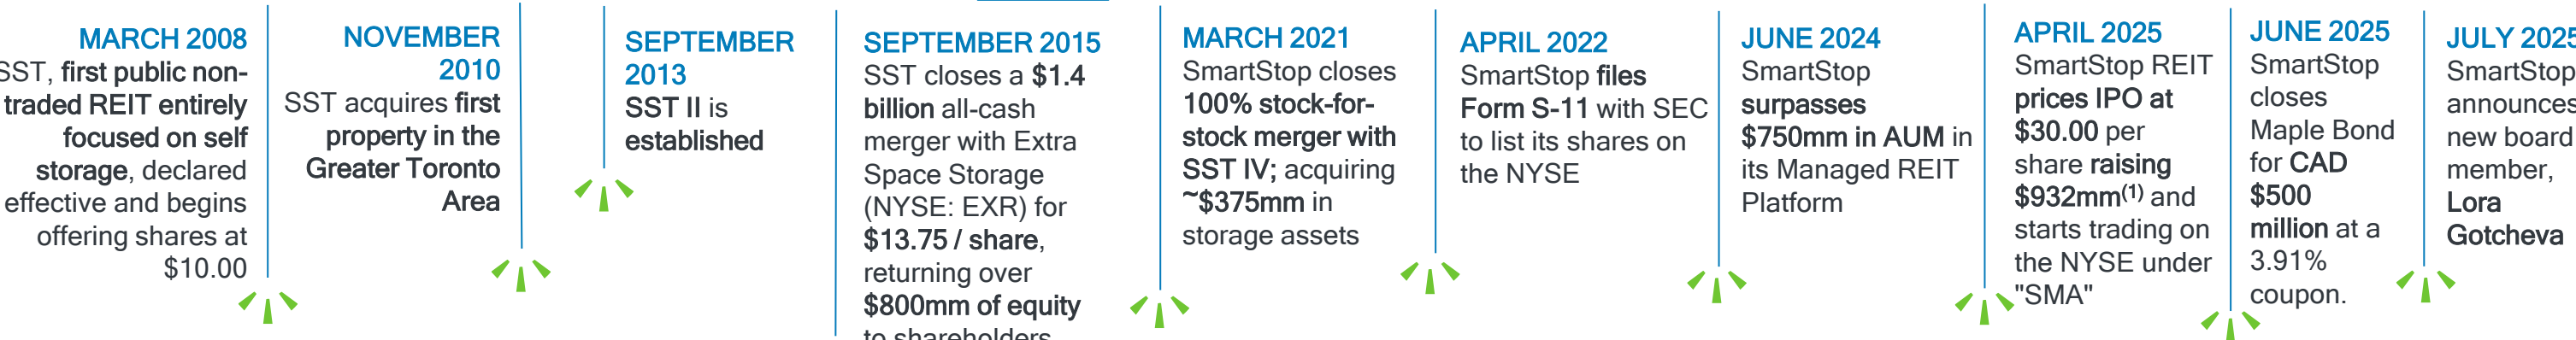 MARCH 2008
SST, first public non-
traded REIT entirely
focused on self
storage, declared
effective and begins
offering shares at
$10.00
NOVEMBER
2010
SST acquires first
property in the
Greater Toronto
Area
SEPTEMBER
2013
SST II is
established
SEPTEMBER 2015
SST closes a $1.4
billion all-cash
merger with Extra
Space Storage
(NYSE: EXR) for
$13.75 / share,
returning over
$800mm of equity
to shareholders
MARCH 2021
SmartStop closes
100% stock-for-
stock merger with
SST IV; acquiring
~$375mm in
storage assets
APRIL 2022
SmartStop files
Form S-11 with SEC
to list its shares on
the NYSE
JUNE 2024
SmartStop
surpasses
$750mm in AUM in
its Managed REIT
Platform
APRIL 2025
SmartStop REIT
prices IPO at
$30.00 per
share raising
$932mm(1) and
starts trading on
the NYSE under
"SMA"
JUNE 2025
SmartStop
closes
Maple Bond
for CAD
$500
million at a
3.91%
coupon.
JULY 2025
SmartStop
announces
new board
member,
Lora
Gotcheva